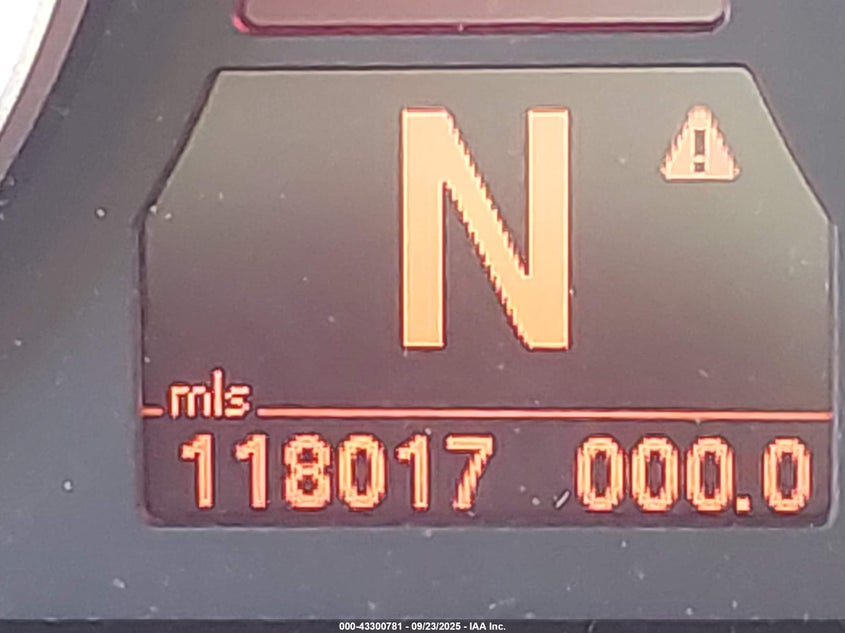 N
mls
118017 000.0
000-43300781 - 09/23/2025 - IAA Inc.